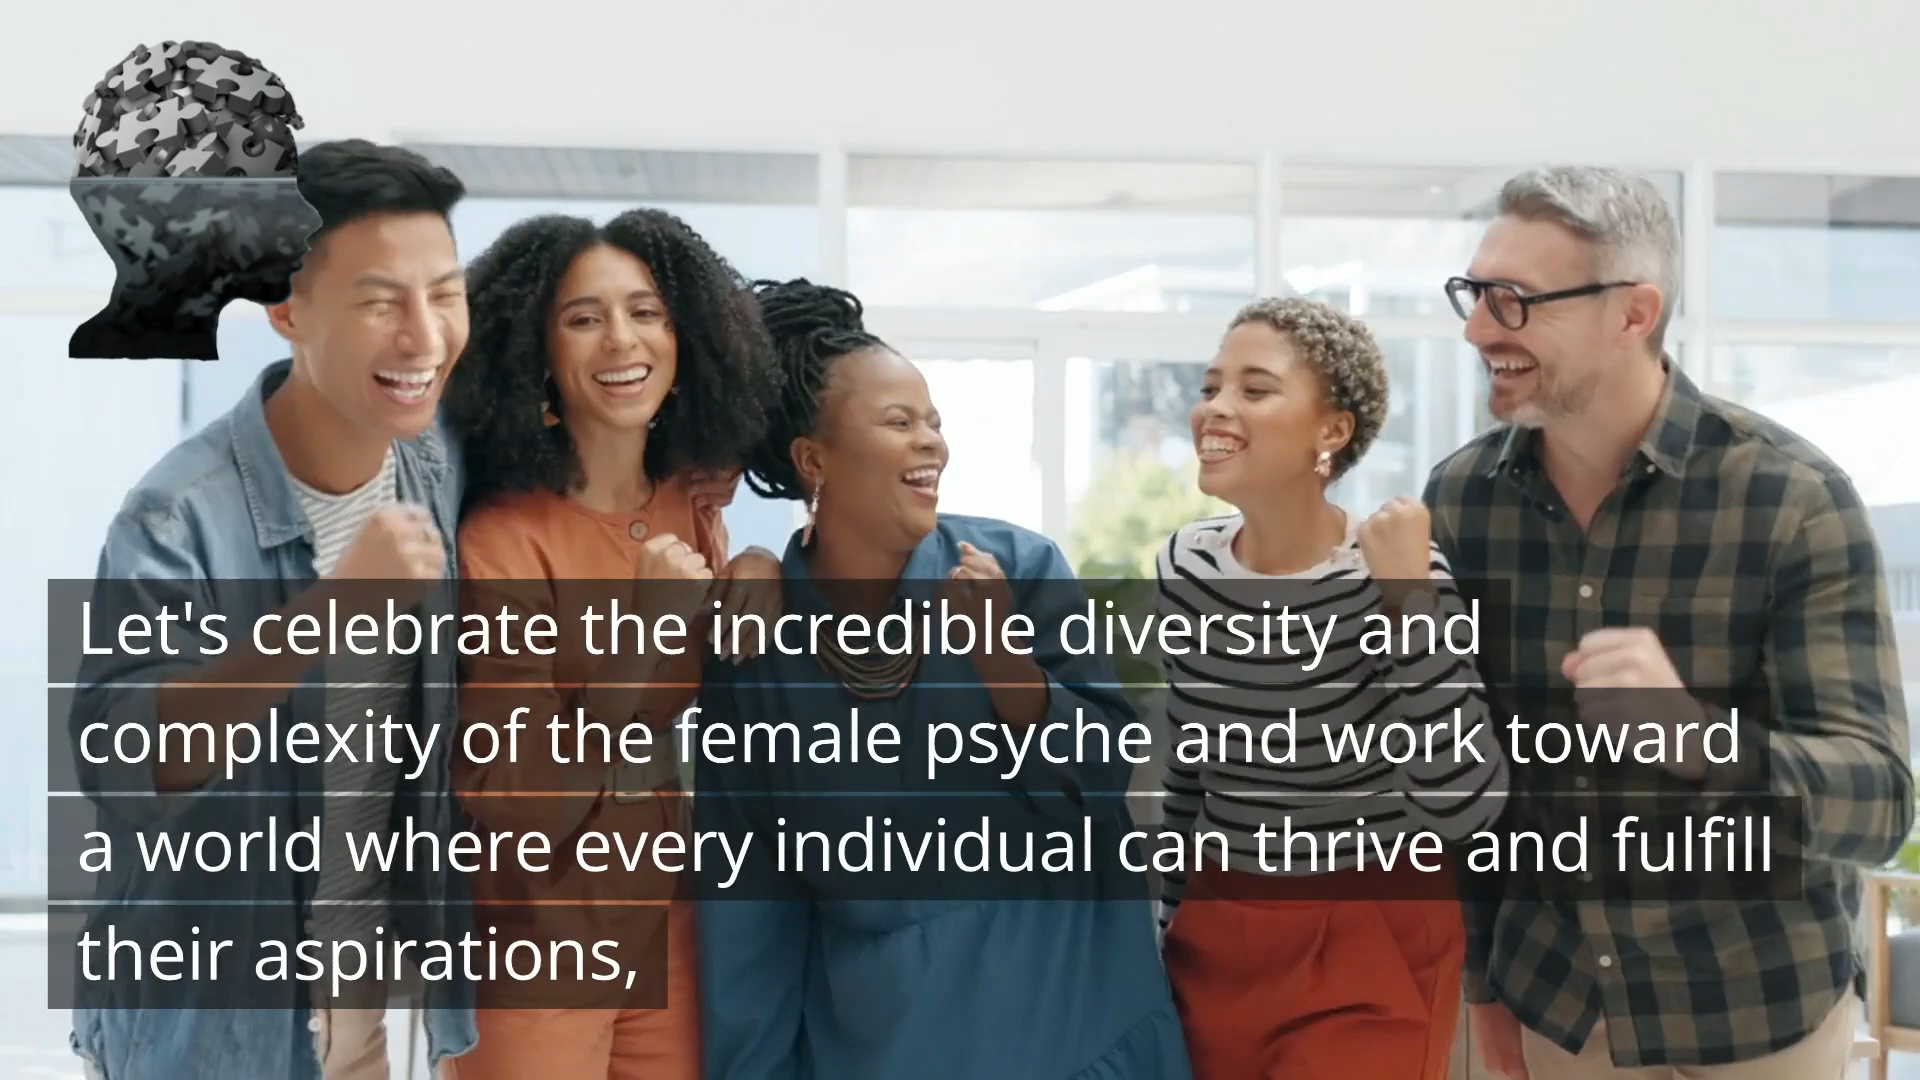 Let's celebrate the incredible diversity and
complexity of the female psyche and work toward
a world where every individual can thrive and fulfill
their aspirations,